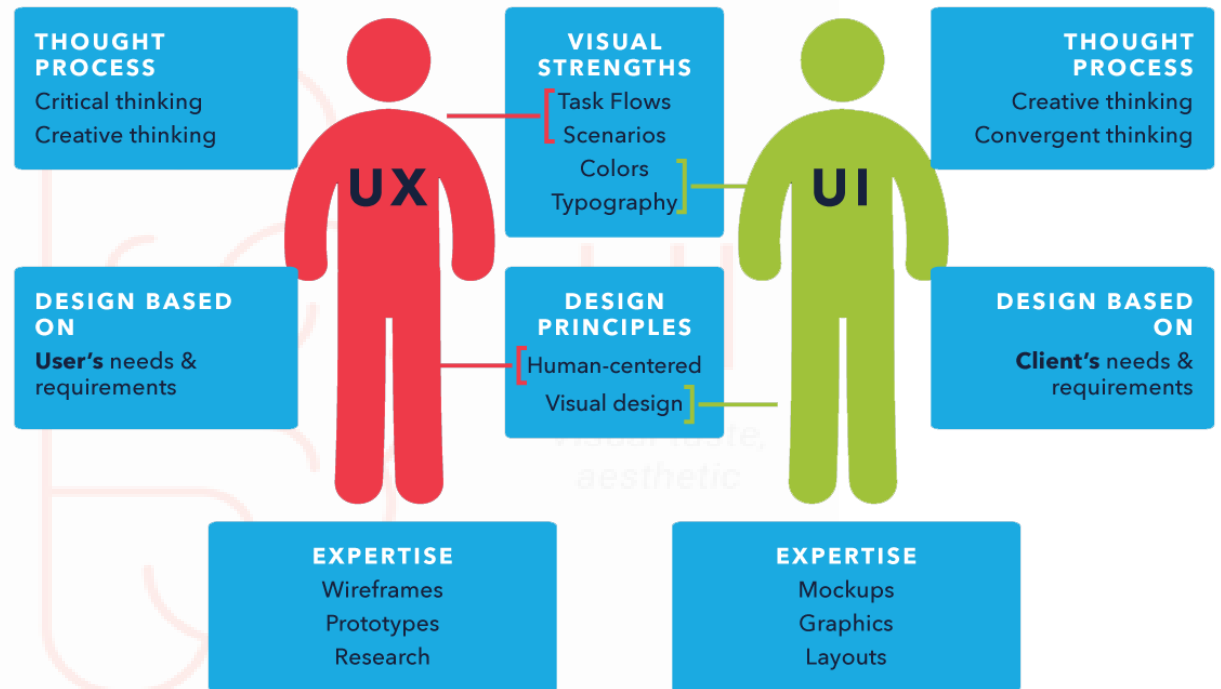 THOUGHT
PROCESS
Critical thinking
Creative thinking
UX
VISUAL
STRENGTHS
Task Flows
Scenarios
Colors
Typography
UI
THOUGHT
PROCESS
Creative thinking
Convergent thinking
DESIGN BASED
ON
User's needs &
requirements
DESIGN
PRINCIPLES
Human-centered
Visual design
DESIGN BASED
ON
Client's needs &
requirements
aesthetic
EXPERTISE
Wireframes
Prototypes
Research
EXPERTISE
Mockups
Graphics
Layouts